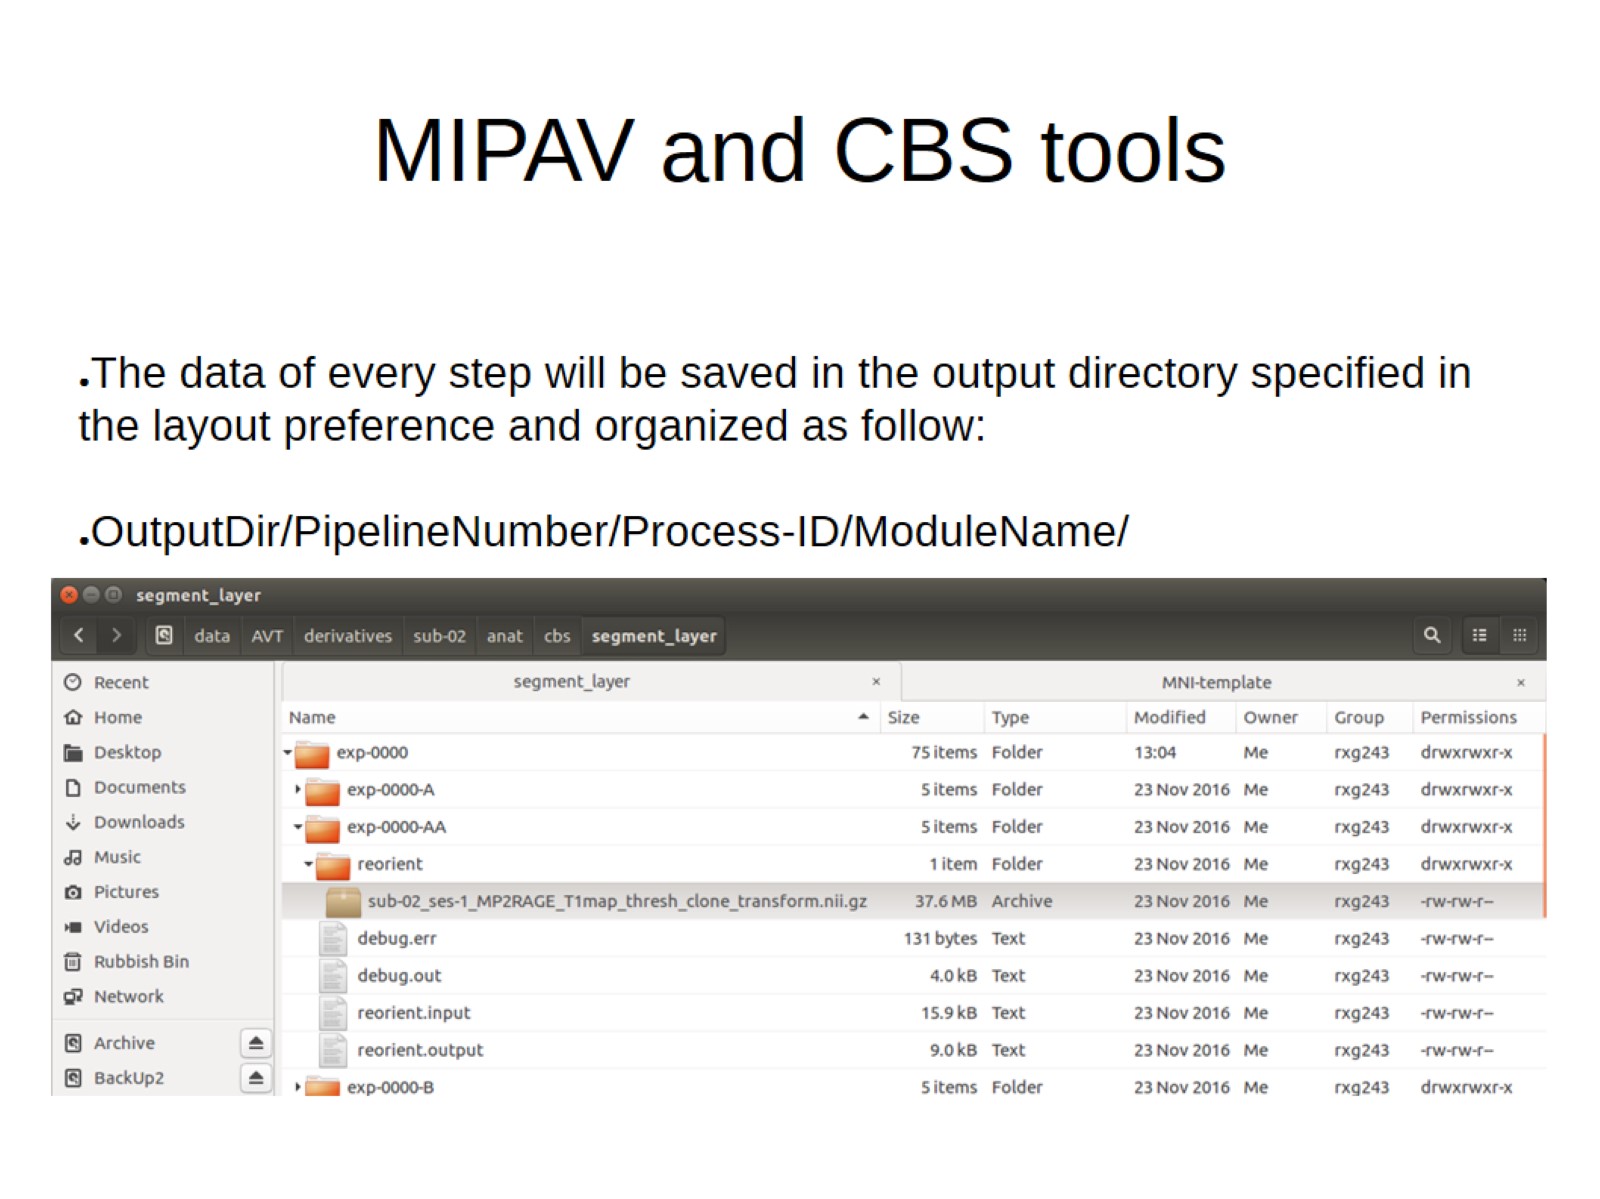 MIPAV and CBS tools
●The data of every step will be saved in the output directory specified in
the layout preference and organized as follow:
●OutputDir/PipelineNumber/Process-ID/ModuleName/
segment_layer
data AVT derivatives sub-02 anat cbs segment_layer
Recent
Home
Desktop
Documents
Downloads
Music
Pictures
Videos
Rubbish Bin
Network
Archive
BackUp2
segment_layer × MNI-template ×
Name Size Type Modified Owner Group Permissions
exp-0000 75 items Folder 13:04 Me rxg243 drwxrwxr-x
exp-0000-A 5 items Folder 23 Nov 2016 Me rxg243 drwxrwxr-x
exp-0000-AA 5 items Folder 23 Nov 2016 Me rxg243 drwxrwxr-x
reorient 1 item Folder 23 Nov 2016 Me rxg243 drwxrwxr-x
sub-02_ses-1_MP2RAGE_T1map_thresh_clone_transform.nii.gz 37.6 MB Archive 23 Nov 2016 Me rxg243 -rw-rw-r--
debug.err 131 bytes Text 23 Nov 2016 Me rxg243 -rw-rw-r--
debug.out 4.0 kB Text 23 Nov 2016 Me rxg243 -rw-rw-r--
reorient.input 15.9 kB Text 23 Nov 2016 Me rxg243 -rw-rw-r--
reorient.output 9.0 kB Text 23 Nov 2016 Me rxg243 -rw-rw-r--
exp-0000-B 5 items Folder 23 Nov 2016 Me rxg243 drwxrwxr-x